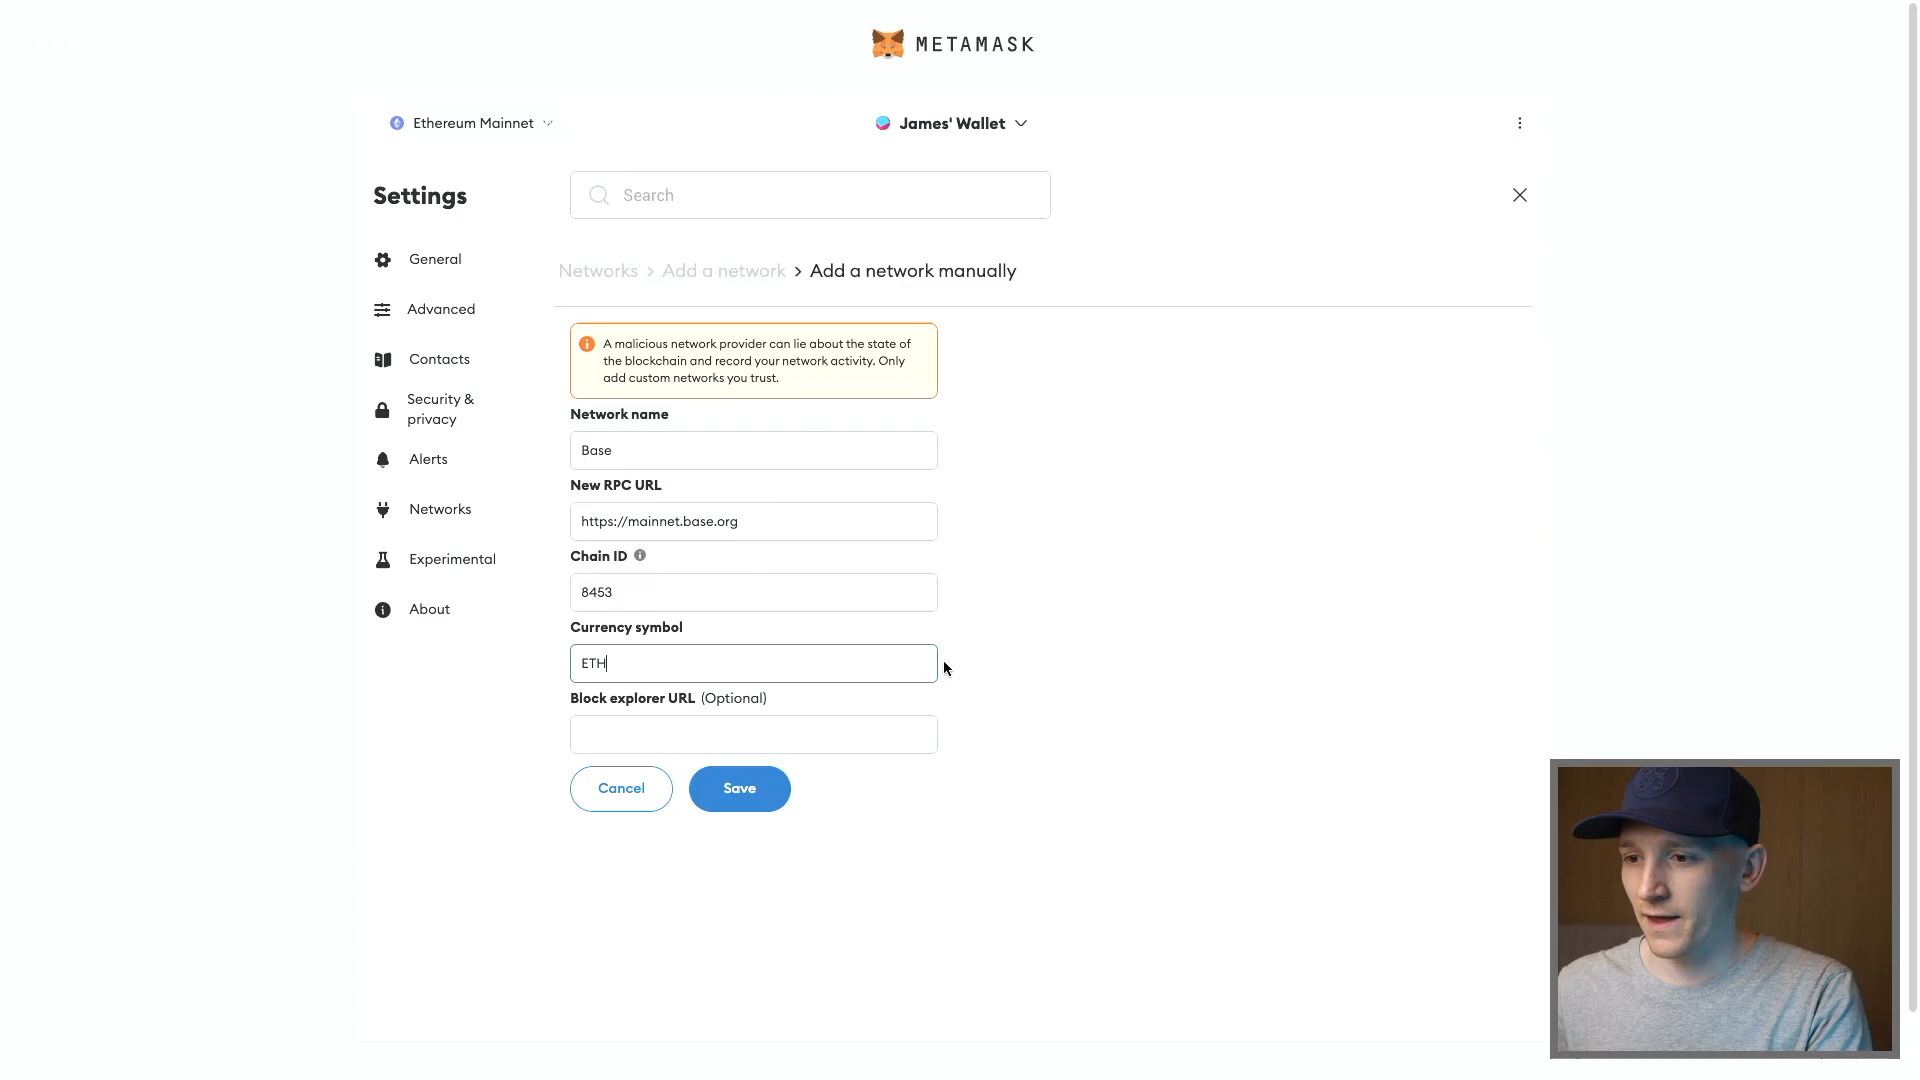 METAMASK
Ethereum Mainnet
James' Wallet
Settings
Search
General
Advanced
Contacts
Security &
privacy
Alerts
Networks
Experimental
About
Networks > Add a network > Add a network manually
A malicious network provider can lie about the state of
the blockchain and record your network activity. Only
add custom networks you trust.
Network name
Base
New RPC URL
https://mainnet.base.org
Chain ID
8453
Currency symbol
ETH
Block explorer URL (Optional)
Cancel
Save